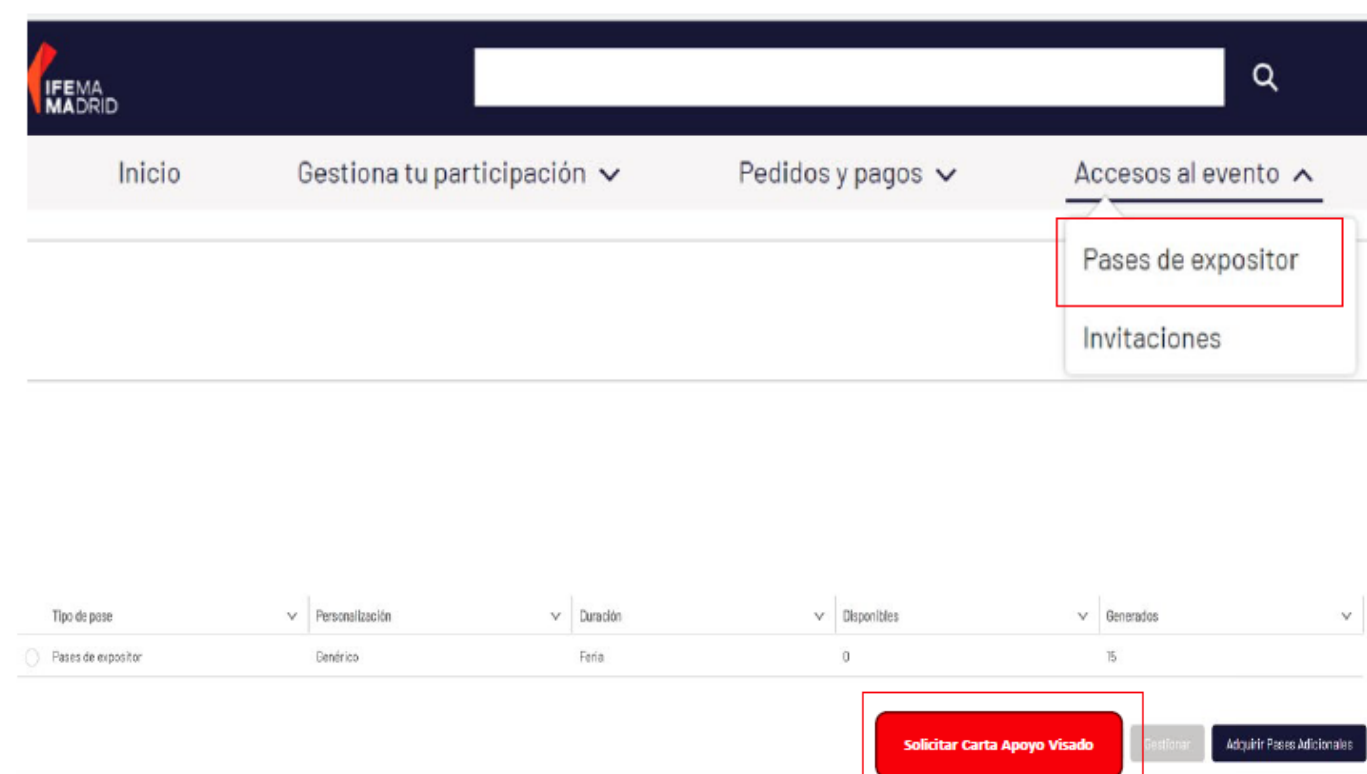 IFEMA
MADRID
Inicio Gestiona tu participación Pedidos y pagos Accesos al evento
Pases de expositor
Invitaciones
Tipo de pase Personalización Duración Disponibles Generados
Pases de expositor Genérico Feria 0 15
Solicitar Carta Apoyo Visado Gestionar Adquirir Pases Adicionales